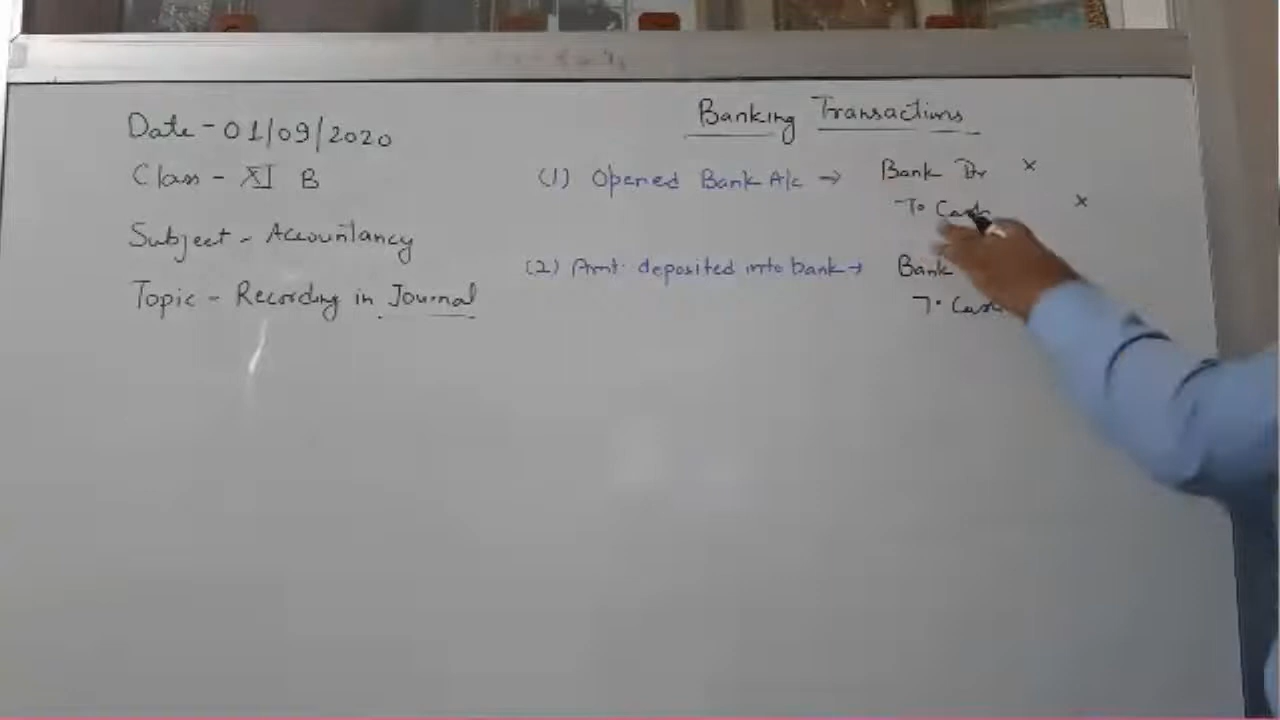 Date - 01/09/2020
Class - XI B
Subject - Accountancy
Topic - Recording in Journal
Banking Transactions
(1) Opened Bank A/c → Bank Dr ×
To Cash ×
(2) Amt. deposited into bank → Bank
To Cash